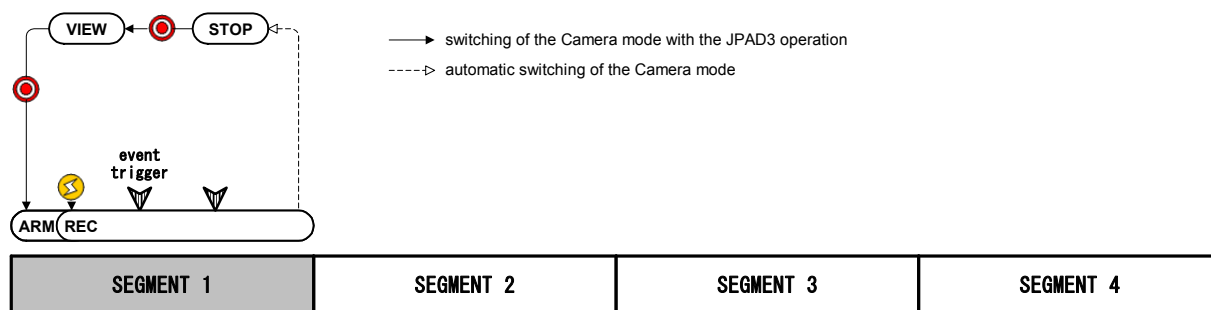 VIEW
STOP
switching of the Camera mode with the JPAD3 operation
automatic switching of the Camera mode
event
trigger
ARM
REC
SEGMENT 1
SEGMENT 2
SEGMENT 3
SEGMENT 4